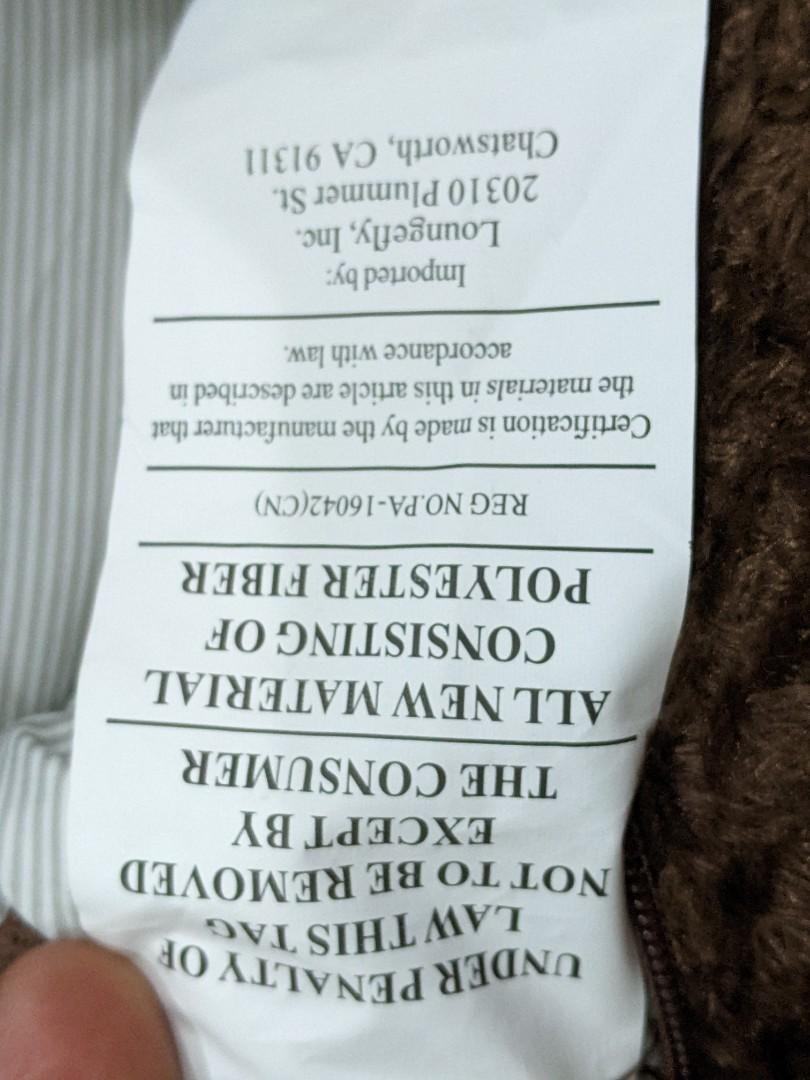 UNDER PENALTY OF
LAW THIS TAG
NOT TO BE REMOVED
EXCEPT BY
THE CONSUMER
ALL NEW MATERIAL
CONSISTING OF
POLYESTER FIBER
REG NO.PA-16042(CN)
Certification is made by the manufacturer that
the materials in this article are described in
accordance with law.
Imported by:
Loungefly, Inc.
20310 Plummer St.
Chatsworth, CA 91311